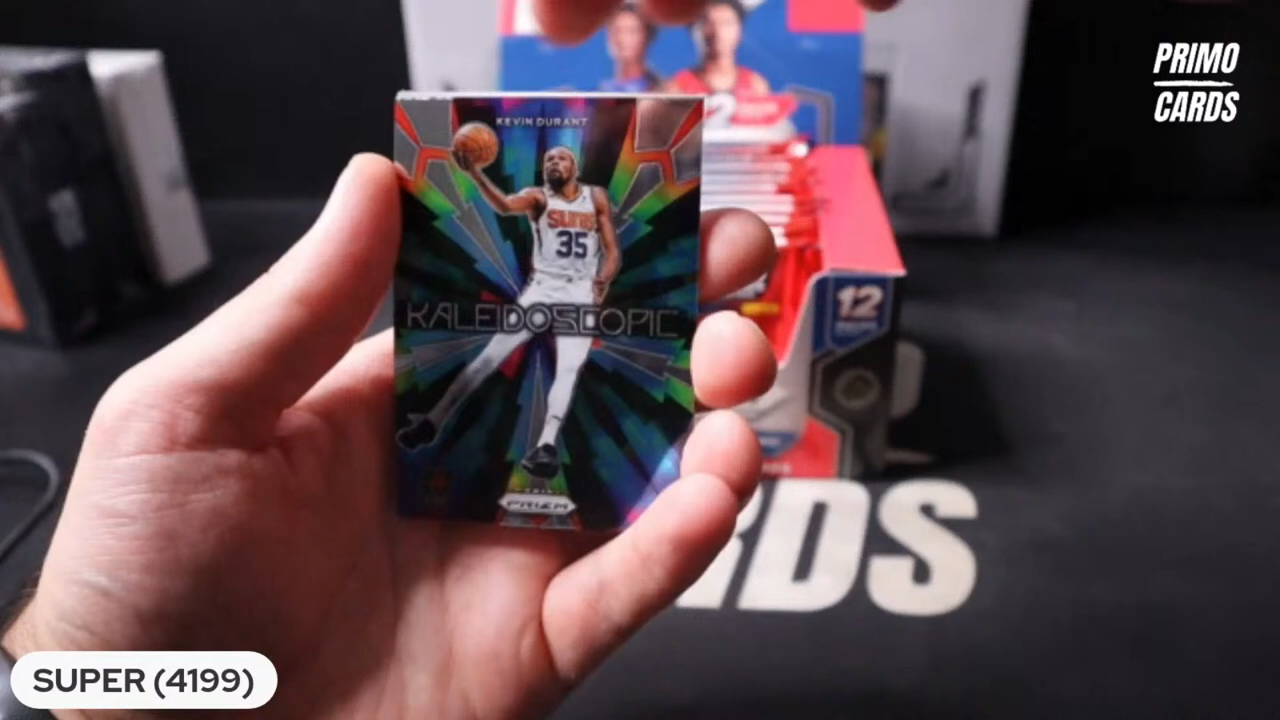 PRIMO
CARDS
KEVIN DURANT
SUNS
35
KALEIDOSCOPIC
PRIZM
12
RDS
SUPER (4199)